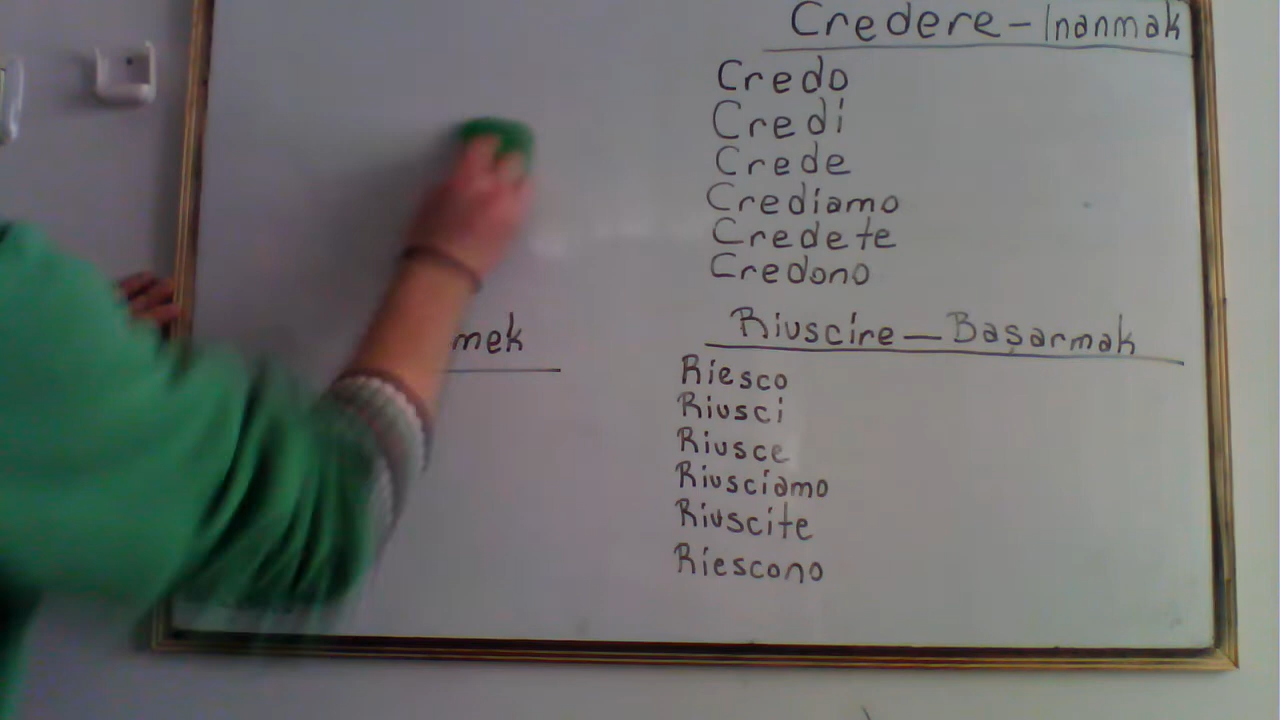 Credere – Inanmak
Credo
Credi
Crede
Crediamo
Credete
Credono
mek
Riuscire – Başarmak
Riesco
Riusci
Riusce
Riusciamo
Riuscite
Riescono